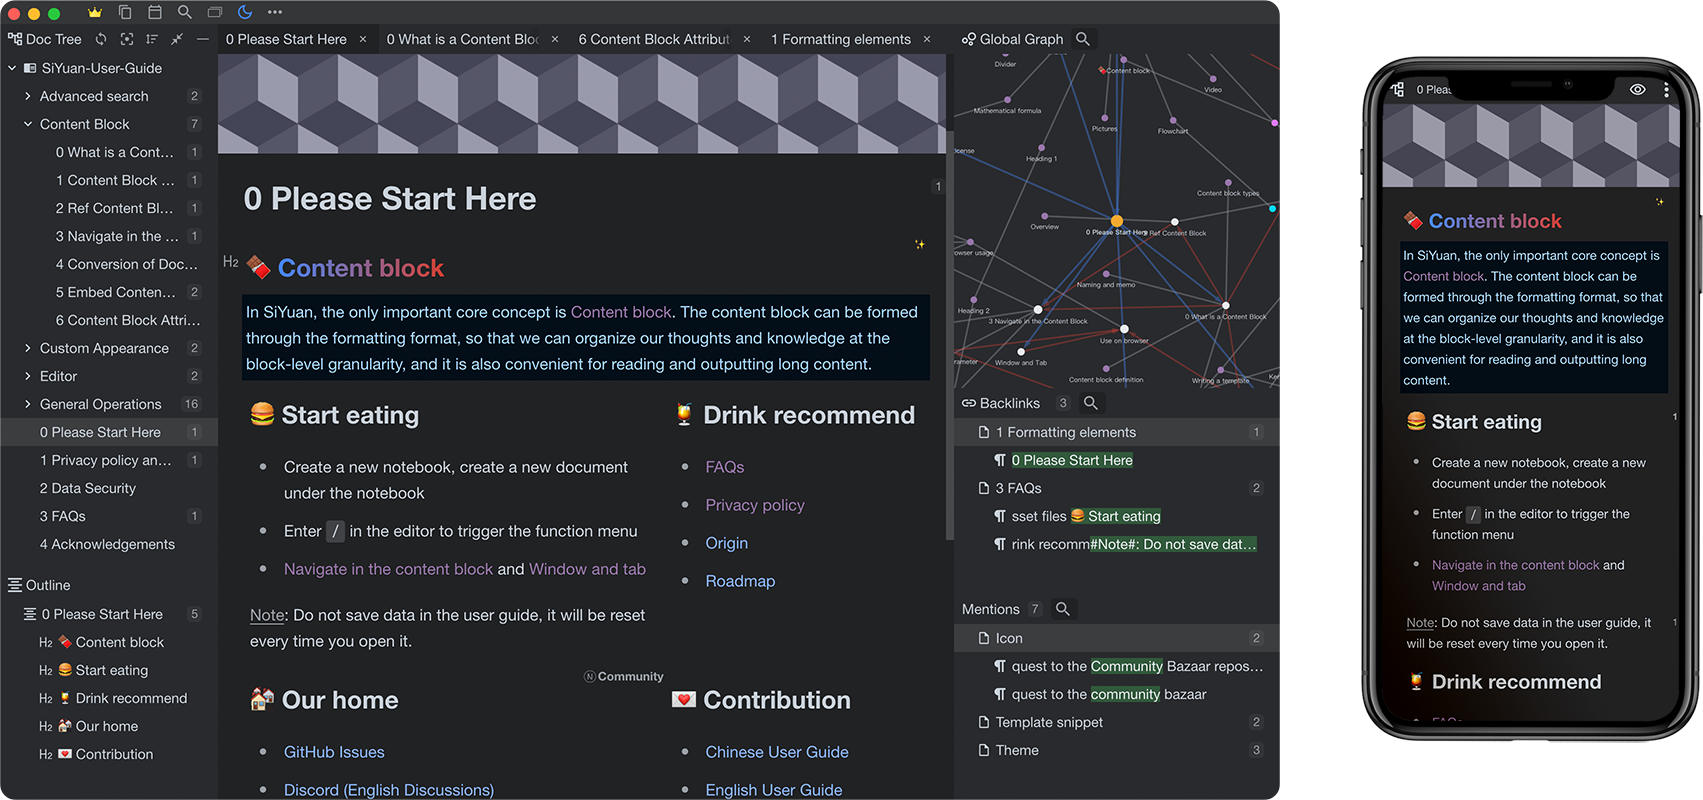 Doc Tree
SiYuan-User-Guide
Advanced search 2
Content Block 7
0 What is a Cont... 1
1 Content Block ... 1
2 Ref Content Bl... 1
3 Navigate in the ... 1
4 Conversion of Doc...
5 Embed Conten... 2
6 Content Block Attri...
Custom Appearance 2
Editor 2
General Operations 16
0 Please Start Here 1
1 Privacy policy an... 1
2 Data Security
3 FAQs 1
4 Acknowledgements
Outline
0 Please Start Here 5
H2 Content block
H2 Start eating
H2 Drink recommend
H2 Our home
H2 Contribution
0 Please Start Here ×
0 What is a Content Bloc ×
6 Content Block Attribut ×
1 Formatting elements ×
0 Please Start Here
1
H2 Content block
In SiYuan, the only important core concept is Content block. The content block can be formed
through the formatting format, so that we can organize our thoughts and knowledge at the
block-level granularity, and it is also convenient for reading and outputting long content.
Start eating
Create a new notebook, create a new document
under the notebook
Enter / in the editor to trigger the function menu
Navigate in the content block and Window and tab
Note: Do not save data in the user guide, it will be reset
every time you open it.
Drink recommend
FAQs
Privacy policy
Origin
Roadmap
N Community
Our home
GitHub Issues
Discord (English Discussions)
Contribution
Chinese User Guide
English User Guide
Global Graph
Divider
Content block
Video
Mathematical formula
Pictures
Flowchart
icense
Heading 1
Content block types
Overview
0 Please Start Here
Ref Content Block
owser usage
Naming and memo
Heading 2
3 Navigate in the Content Block
0 What is a Content Block
Use on browser
Window and Tab
rameter
Content block definition
Writing a template
Backlinks 3
1 Formatting elements 1
0 Please Start Here
3 FAQs 2
sset files Start eating
rink recomm#Note#: Do not save dat...
Mentions 7
Icon 2
quest to the Community Bazaar repos...
quest to the community bazaar
Template snippet 2
Theme 3
0 Pleas
Content block
In SiYuan, the only important core concept is
Content block. The content block can be
formed through the formatting format, so that
we can organize our thoughts and knowledge
at the block-level granularity, and it is also
convenient for reading and outputting long
content.
Start eating
1
Create a new notebook, create a new
document under the notebook
Enter / in the editor to trigger the
function menu
Navigate in the content block and
Window and tab
Note: Do not save data in the user guide, it 1
will be reset every time you open it.
Drink recommend
FAQs